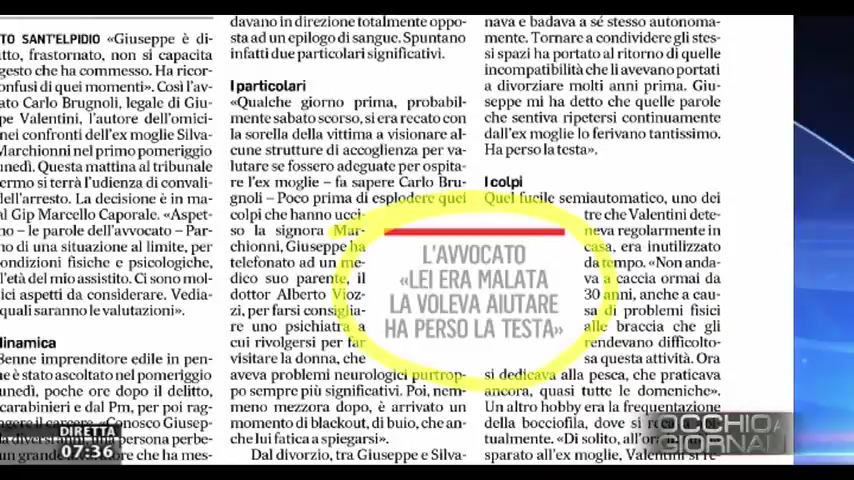 TO SANT'ELPIDIO «Giuseppe è di-
utto, frastornato, non si capacita
gesto che ha commesso. Ha ricor-
onfusi di quei momenti». Così l'av-
ato Carlo Brugnoli, legale di Giu-
pe Valentini, l'autore dell'omici-
nei confronti dell'ex moglie Silva-
Marchionni nel primo pomeriggio
unedì. Questa mattina al tribunale
ermo si terrà l'udienza di convali-
dell'arresto. La decisione è in ma-
al Gip Marcello Caporale. «Aspet-
no – le parole dell'avvocato – Par-
mo di una situazione al limite, per
ondizioni fisiche e psicologiche,
l'età del mio assistito. Ci sono mol-
ici aspetti da considerare. Vedia-
quali saranno le valutazioni».
dinamica
Benne imprenditore edile in pen-
ne è stato ascoltato nel pomeriggio
unedì, poche ore dopo il delitto,
carabinieri e dal Pm, per poi rag-
«Conosco Giusep-
persona perbe-
che ha mes-
davano in direzione totalmente oppo-
sta ad un epilogo di sangue. Spuntano
infatti due particolari significativi.
I particolari
«Qualche giorno prima, probabil-
mente sabato scorso, si era recato con
la sorella della vittima a visionare al-
cune strutture di accoglienza per va-
lutare se fossero adeguate per ospita-
re l'ex moglie – fa sapere Carlo Bru-
gnoli – Poco prima di esplodere quei
colpi che hanno ucci-
so la signora Mar-
chionni, Giuseppe ha
telefonato ad un me-
dico suo parente, il
dottor Alberto Vioz-
zi, per farsi consiglia-
re uno psichiatra a
cui rivolgersi per far
visitare la donna, che
aveva problemi neurologici purtrop-
po sempre più significativi. Poi, nem-
meno mezzora dopo, è arrivato un
momento di blackout, di buio, che an-
che lui fatica a spiegarsi».
Dal divorzio, tra Giuseppe e Silva-
L'AVVOCATO
«LEI ERA MALATA
LA VOLEVA AIUTARE
HA PERSO LA TESTA»
nava e badava a sé stesso autonoma-
mente. Tornare a condividere gli stes-
si spazi ha portato al ritorno di quelle
incompatibilità che li avevano portati
a divorziare molti anni prima. Giu-
seppe mi ha detto che quelle parole
che sentiva ripetersi continuamente
dall'ex moglie lo ferivano tantissimo.
Ha perso la testa».
I colpi
Quel fucile semiautomatico, uno dei
tre che Valentini dete-
neva regolarmente in
casa, era inutilizzato
da tempo. «Non anda-
va a caccia ormai da
30 anni, anche a cau-
sa di problemi fisici
alle braccia che gli
rendevano difficolto-
sa questa attività. Ora
si dedicava alla pesca, che praticava
ancora, quasi tutte le domeniche».
Un altro hobby era la frequentazione
della bocciofila, dove si
tualmente. «Di solito, all'ora
sparato all'ex moglie, Valentini si
DIRETTA
07:36
OCCHIO AI
GIORNALI